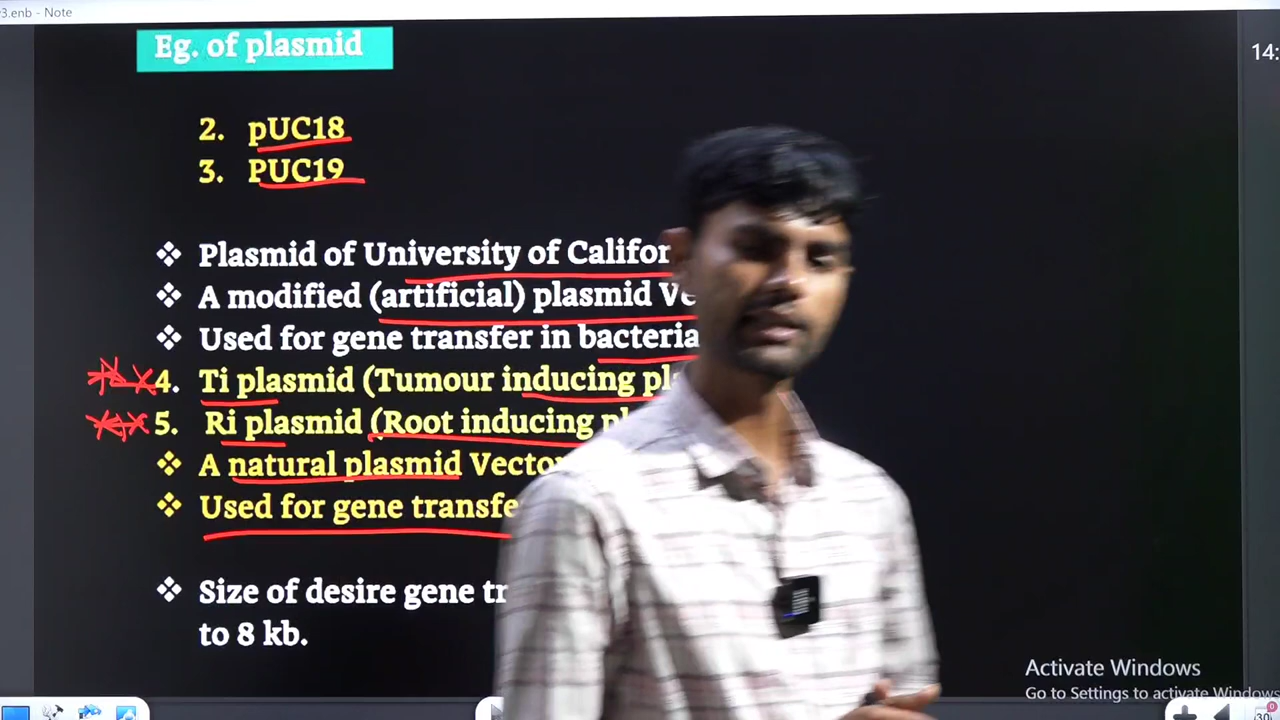 3.enb - Note
Eg. of plasmid
14:
2. pUC18
3. PUC19
❖ Plasmid of University of Califor
❖ A modified (artificial) plasmid Ve
❖ Used for gene transfer in bacteria
4. Ti plasmid (Tumour inducing pl
5. Ri plasmid (Root inducing pl
❖ A natural plasmid Vector
❖ Used for gene transfe
❖ Size of desire gene tr
to 8 kb.
Activate Windows
Go to Settings to activate Windows